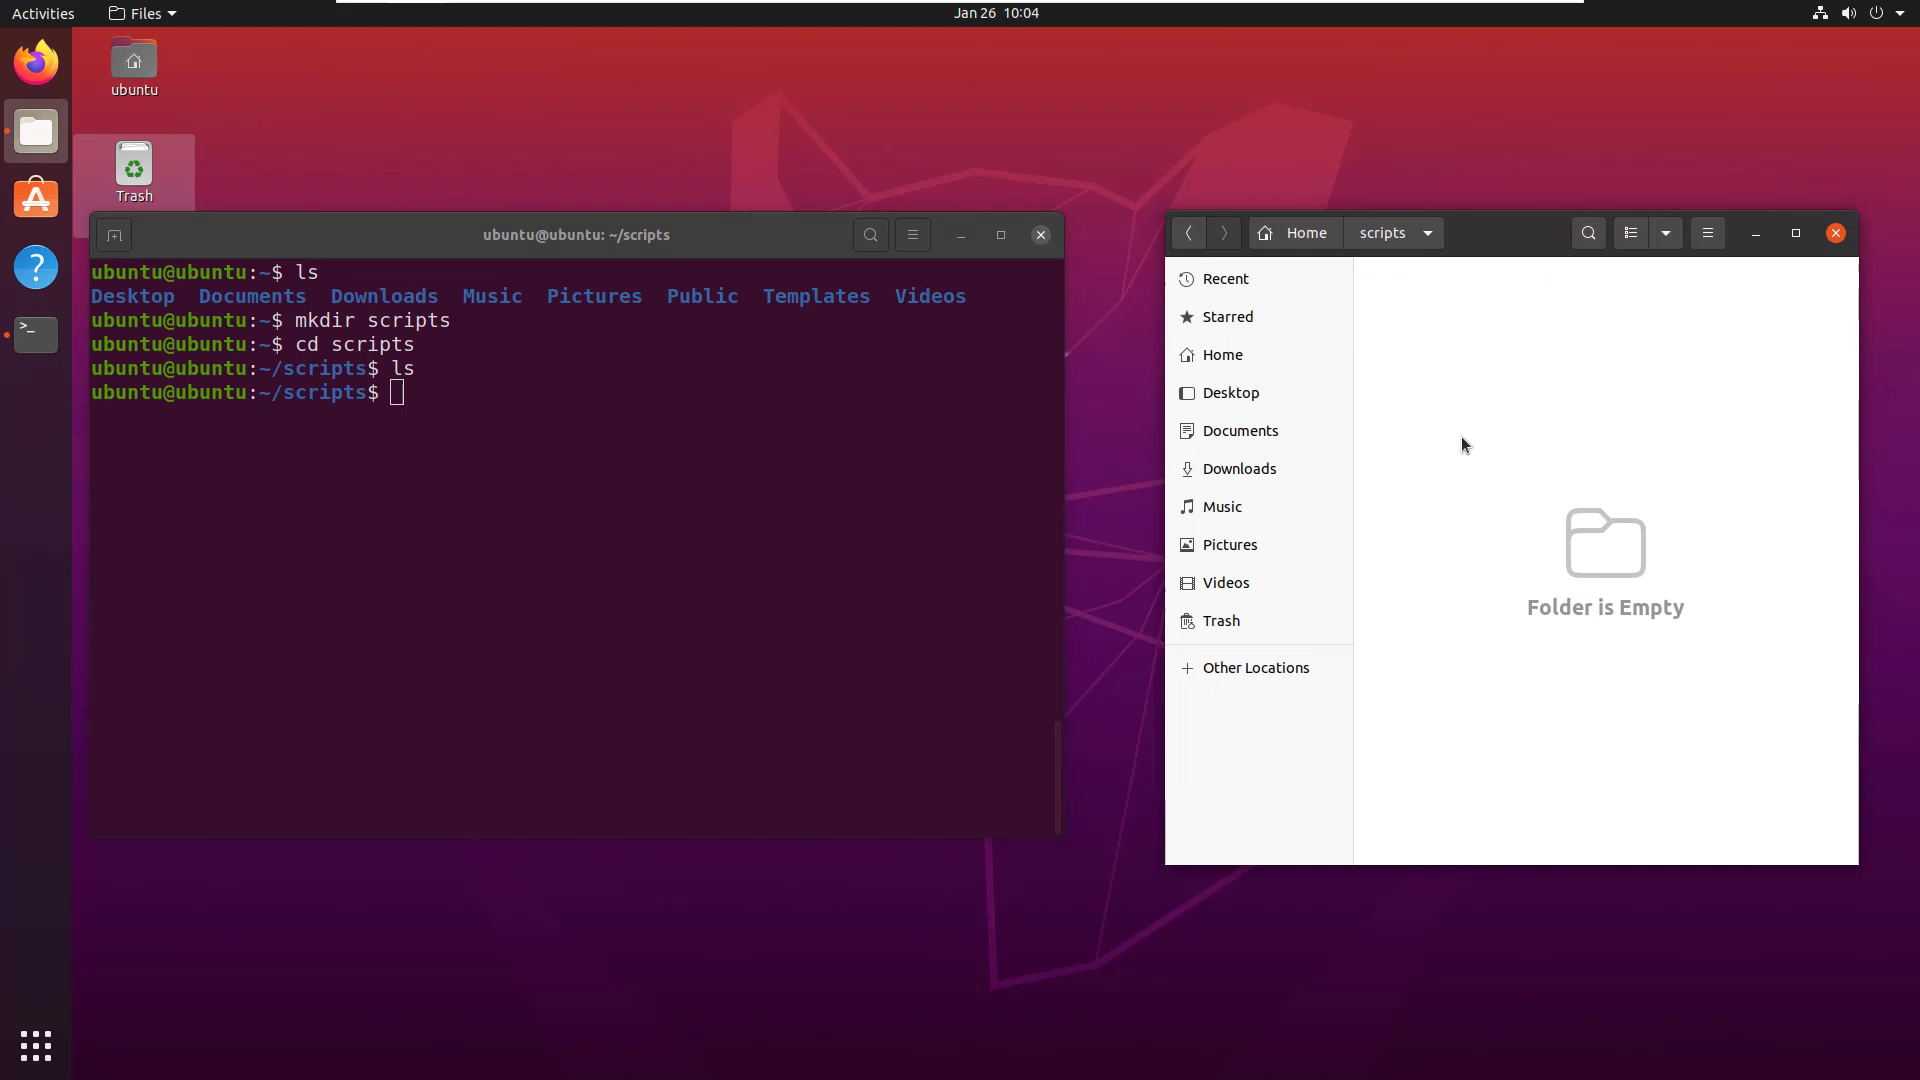 Activities
Files
Jan 26 10:04
ubuntu
Trash
ubuntu@ubuntu: ~/scripts
ubuntu@ubuntu:~$ ls
Desktop Documents Downloads Music Pictures Public Templates Videos
ubuntu@ubuntu:~$ mkdir scripts
ubuntu@ubuntu:~$ cd scripts
ubuntu@ubuntu:~/scripts$ ls
ubuntu@ubuntu:~/scripts$
Home
scripts
Recent
Starred
Home
Desktop
Documents
Downloads
Music
Pictures
Videos
Trash
Other Locations
Folder is Empty